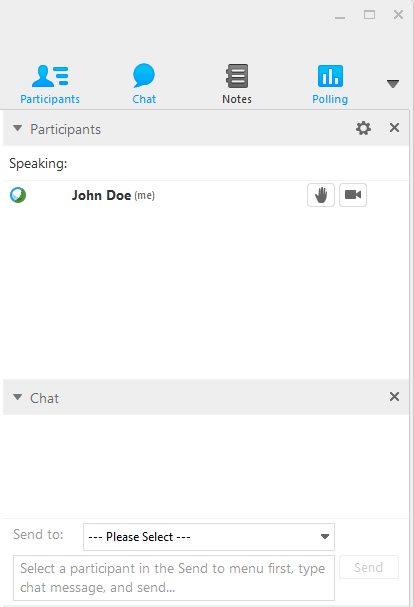 Participants Chat Notes Polling
Participants
Speaking:
John Doe (me)
Chat
Send to: --- Please Select ---
Select a participant in the Send to menu first, type
chat message, and send...
Send